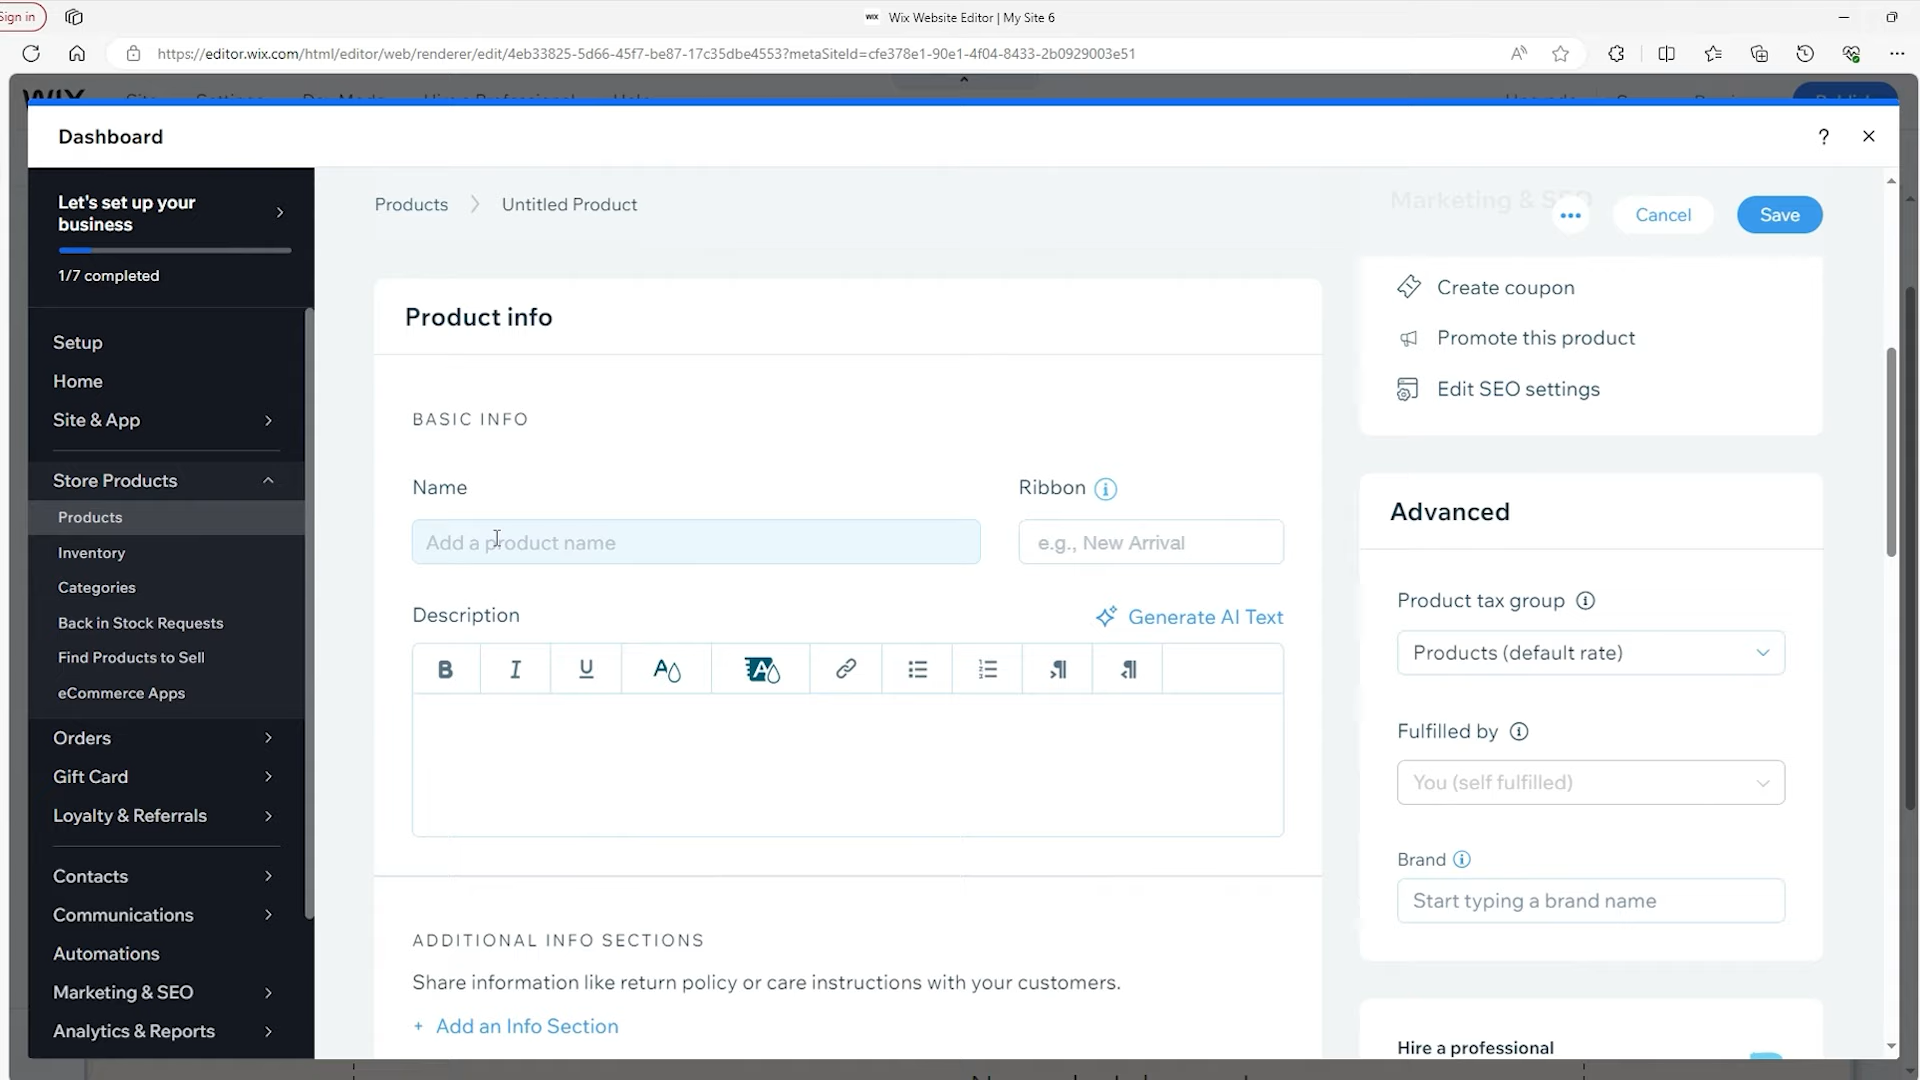 Sign in
WIX Wix Website Editor | My Site 6
https://editor.wix.com/html/editor/web/renderer/edit/4eb33825-5d66-45f7-be87-17c35dbe4553?metaSiteId=cfe378e1-90e1-4f04-8433-2b0929003e51
Dashboard
?
Let's set up your
business
1/7 completed
Setup
Home
Site & App
Store Products
Products
Inventory
Categories
Back in Stock Requests
Find Products to Sell
eCommerce Apps
Orders
Gift Card
Loyalty & Referrals
Contacts
Communications
Automations
Marketing & SEO
Analytics & Reports
Products > Untitled Product
Product info
BASIC INFO
Name
Add a product name
Ribbon
e.g., New Arrival
Description
Generate AI Text
B I U
ADDITIONAL INFO SECTIONS
Share information like return policy or care instructions with your customers.
+ Add an Info Section
Marketing & SEO
Cancel
Save
Create coupon
Promote this product
Edit SEO settings
Advanced
Product tax group
Products (default rate)
Fulfilled by
You (self fulfilled)
Brand
Start typing a brand name
Hire a professional